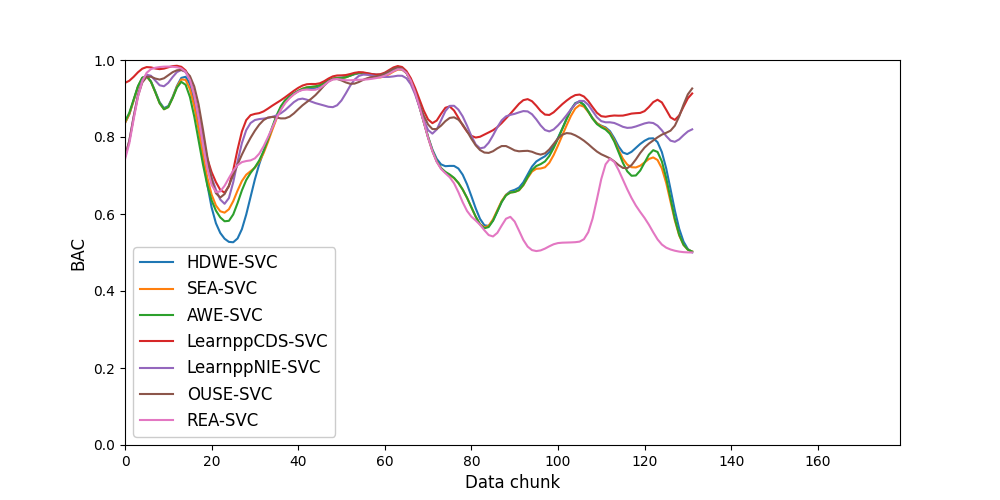 1.0
0.8
0.6
0.4
0.2
0.0
BAC
HDWE-SVC
SEA-SVC
AWE-SVC
LearnppCDS-SVC
LearnppNIE-SVC
OUSE-SVC
REA-SVC
0 20 40 60 80 100 120 140 160
Data chunk